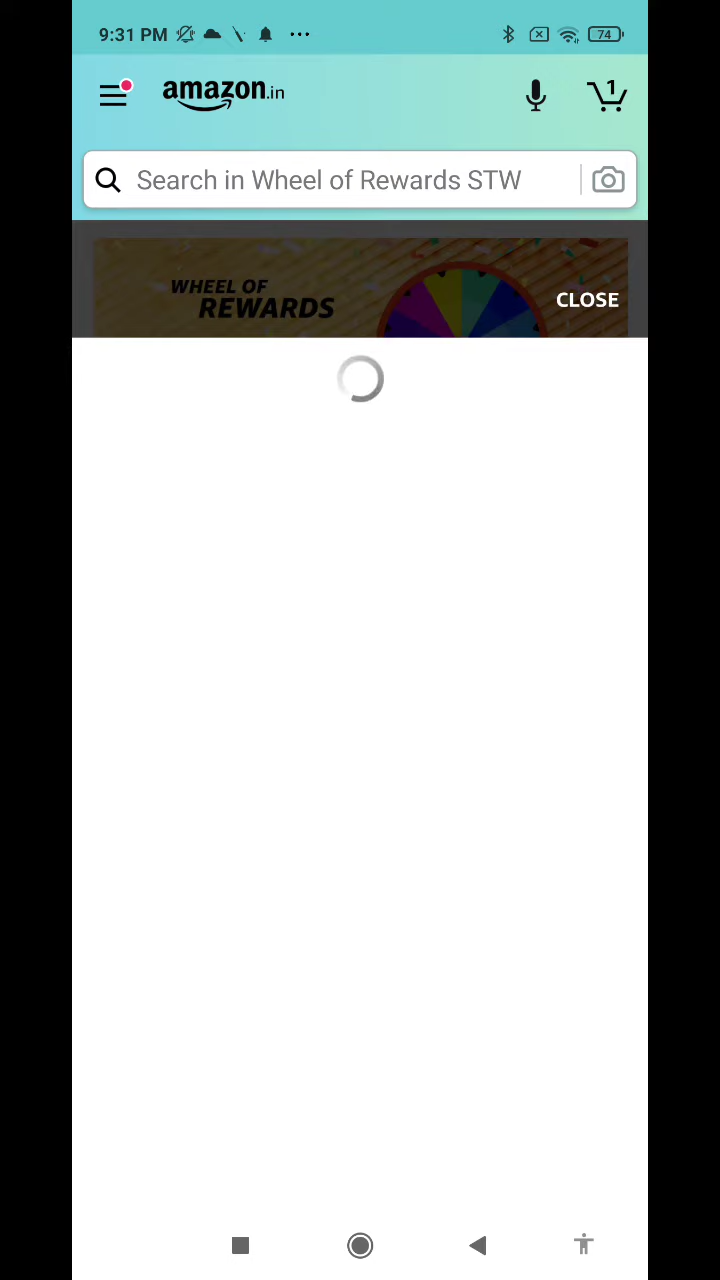 9:31 PM
74
amazon.in
1
Search in Wheel of Rewards STW
WHEEL OF
REWARDS
CLOSE